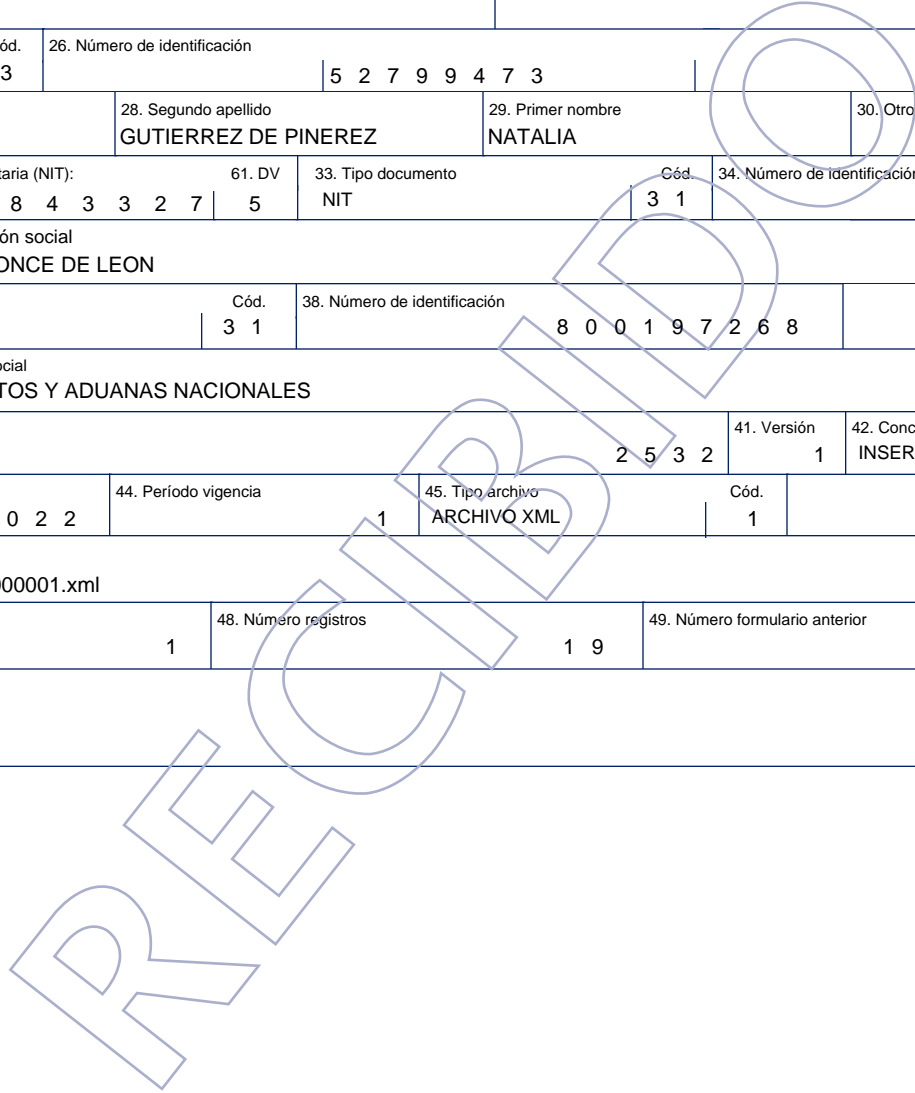 ód. 26. Número de identificación
3 5 2 7 9 9 4 7 3
28. Segundo apellido 29. Primer nombre 30. Otro
GUTIERREZ DE PINEREZ NATALIA
taria (NIT): 61. DV 33. Tipo documento Cód. 34. Número de identificación
8 4 3 3 2 7 5 NIT 3 1
ón social
ONCE DE LEON
Cód. 38. Número de identificación
3 1 8 0 0 1 9 7 2 6 8
ocial
TOS Y ADUANAS NACIONALES
41. Versión 42. Conc
2 5 3 2 1 INSER
44. Período vigencia 45. Tipo archivo Cód.
0 2 2 1 ARCHIVO XML 1
000001.xml
48. Número registros 49. Número formulario anterior
1 1 9
RECIBIDO